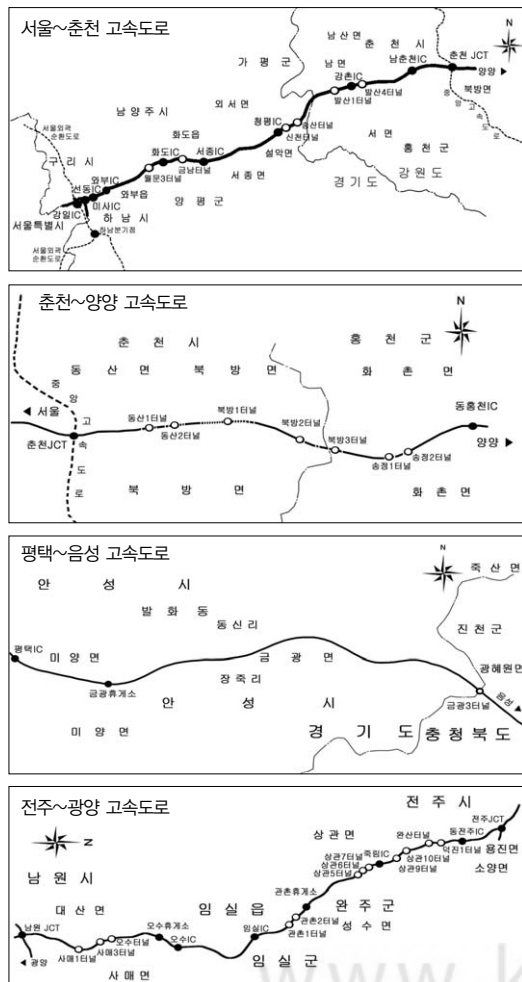 서울~춘천 고속도로
남산면
춘천시
N
가평군
남면
남춘천IC
춘천 JCT
강촌IC
양양
발산1터널
발산4터널
북방면
중앙고속도로
남양주시
외서면
청평IC
송산터널
신천터널
서면
홍천군
서울외곽
순환도로
화도읍
화도IC
서종IC
설악면
강원도
경기도
구리시
와부IC
월문3터널
금남터널
서종면
선동IC
와부읍
미사IC
양평군
강일IC
하남시
서울특별시
하남분기점
서울외곽
순환도로
춘천~양양 고속도로
N
춘천시
홍천군
동산면
북방면
화촌면
중앙고속도로
서울
동산1터널
북방1터널
동홍천IC
동산2터널
북방2터널
춘천JCT
북방3터널
양양
송정1터널
송정2터널
북방면
화촌면
평택~음성 고속도로
N
죽산면
안성시
발화동
동신리
진천군
평택IC
미양면
금광면
광혜원면
금광휴게소
장죽리
안성시
금광3터널
음성
미양면
경기도
충청북도
전주~광양 고속도로
N
전주시
전주JCT
상관면
완산터널
동전주IC
상관7터널
죽림IC
덕진1터널
용진면
상관6터널
상관10터널
상관5터널
상관9터널
소양면
남원시
관촌휴게소
완주군
대산면
임실읍
관촌2터널
성수면
남원 JCT
오수휴게소
임실IC
관촌1터널
오수터널
오수IC
사매3터널
사매1터널
광양
임실군
사매면
www.k